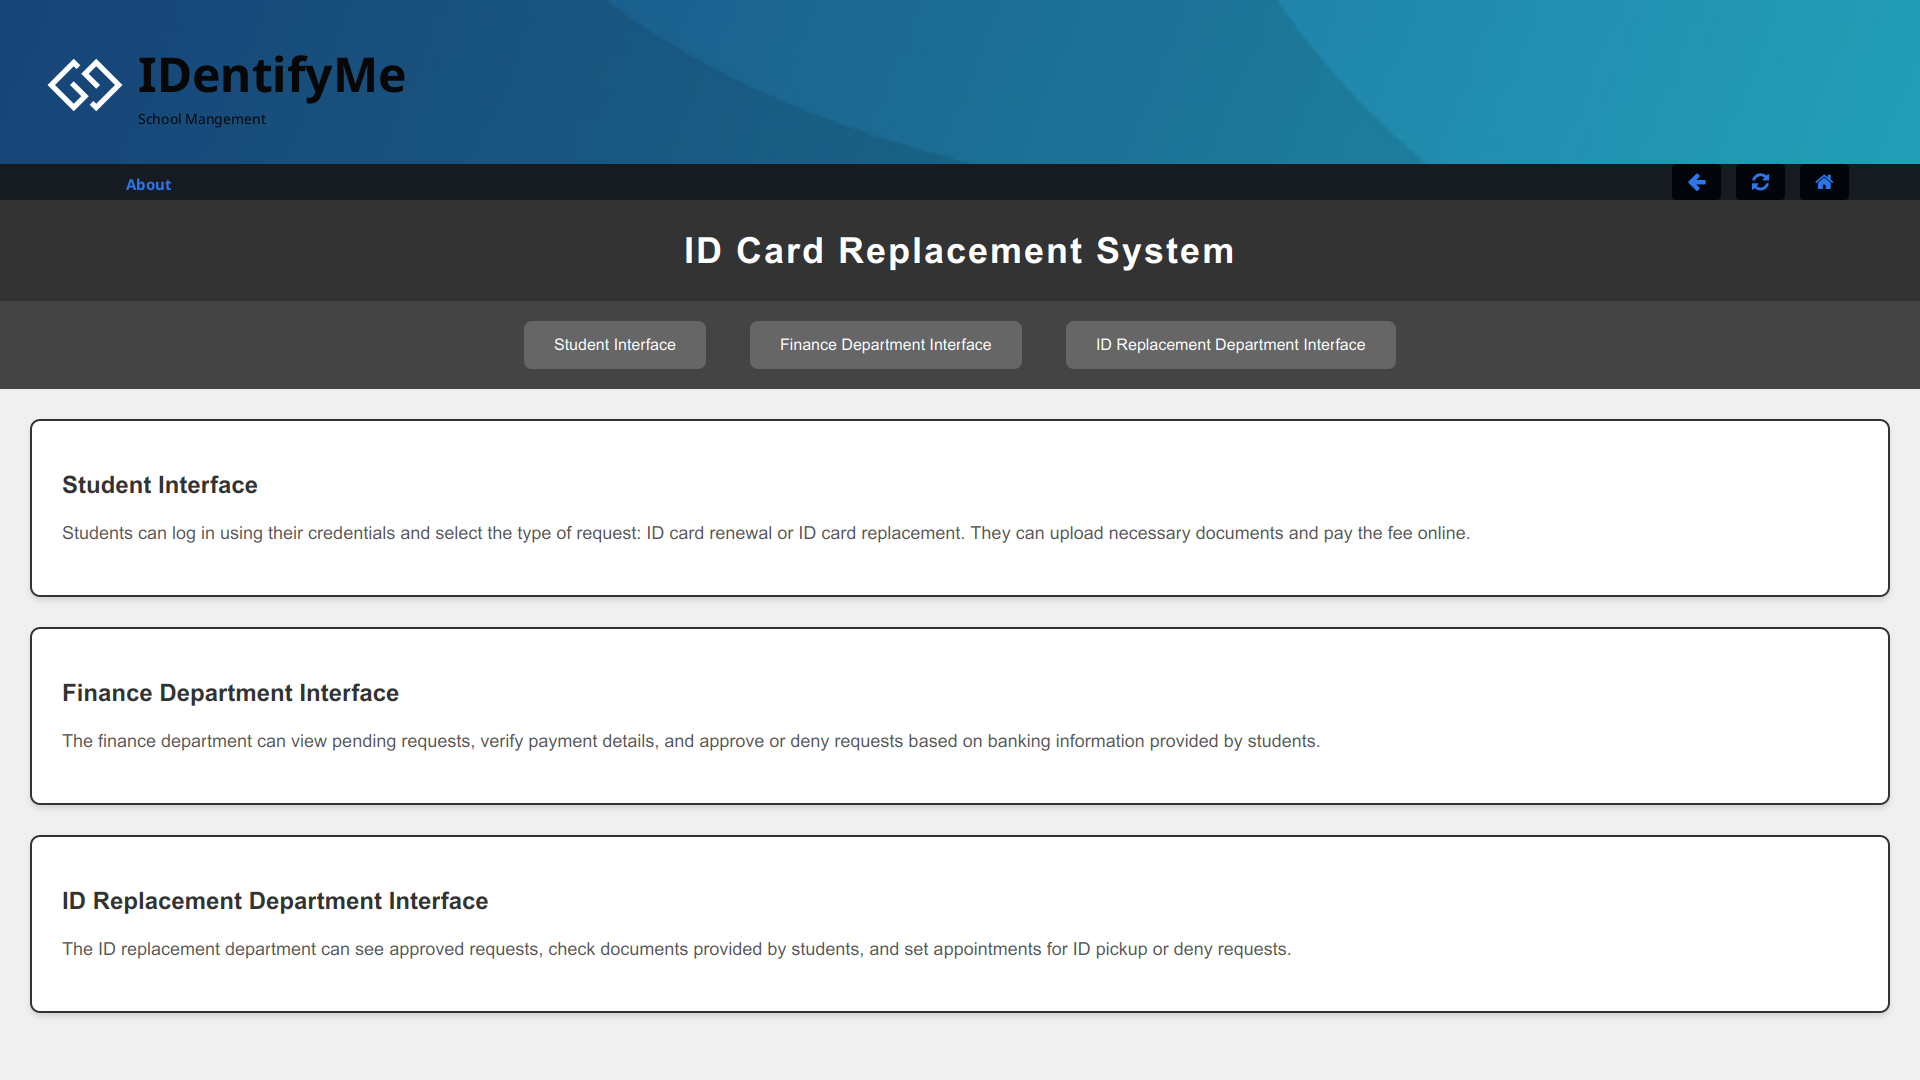 IDentifyMe
School Mangement
About
ID Card Replacement System
Student Interface
Finance Department Interface
ID Replacement Department Interface
Student Interface
Students can log in using their credentials and select the type of request: ID card renewal or ID card replacement. They can upload necessary documents and pay the fee online.
Finance Department Interface
The finance department can view pending requests, verify payment details, and approve or deny requests based on banking information provided by students.
ID Replacement Department Interface
The ID replacement department can see approved requests, check documents provided by students, and set appointments for ID pickup or deny requests.